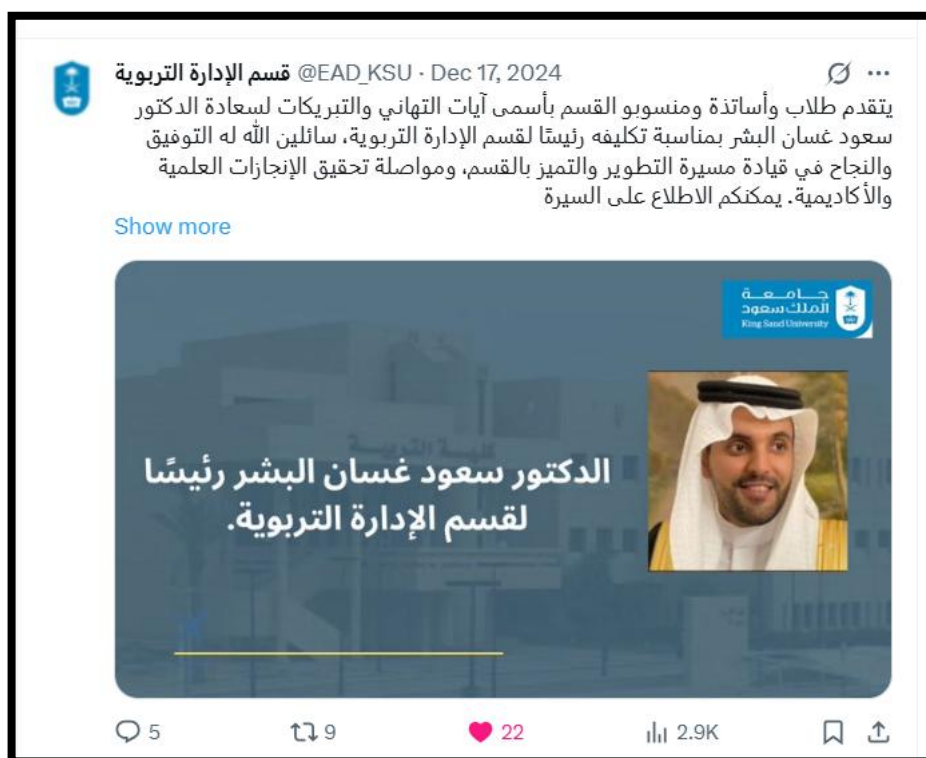 قسم الإدارة التربوية @EAD_KSU · Dec 17, 2024
يتقدم طلاب وأساتذة ومنسوبو القسم بأسمى آيات التهاني والتبريكات لسعادة الدكتور
سعود غسان البشر بمناسبة تكليفه رئيسًا لقسم الإدارة التربوية، سائلين الله له التوفيق
والنجاح في قيادة مسيرة التطوير والتميز بالقسم، ومواصلة تحقيق الإنجازات العلمية
والأكاديمية. يمكنكم الاطلاع على السيرة
Show more
جامعة
الملك سعود
King Saud University
كلية التربية
الدكتور سعود غسان البشر رئيسًا
لقسم الإدارة التربوية.
5 9 22 2.9K